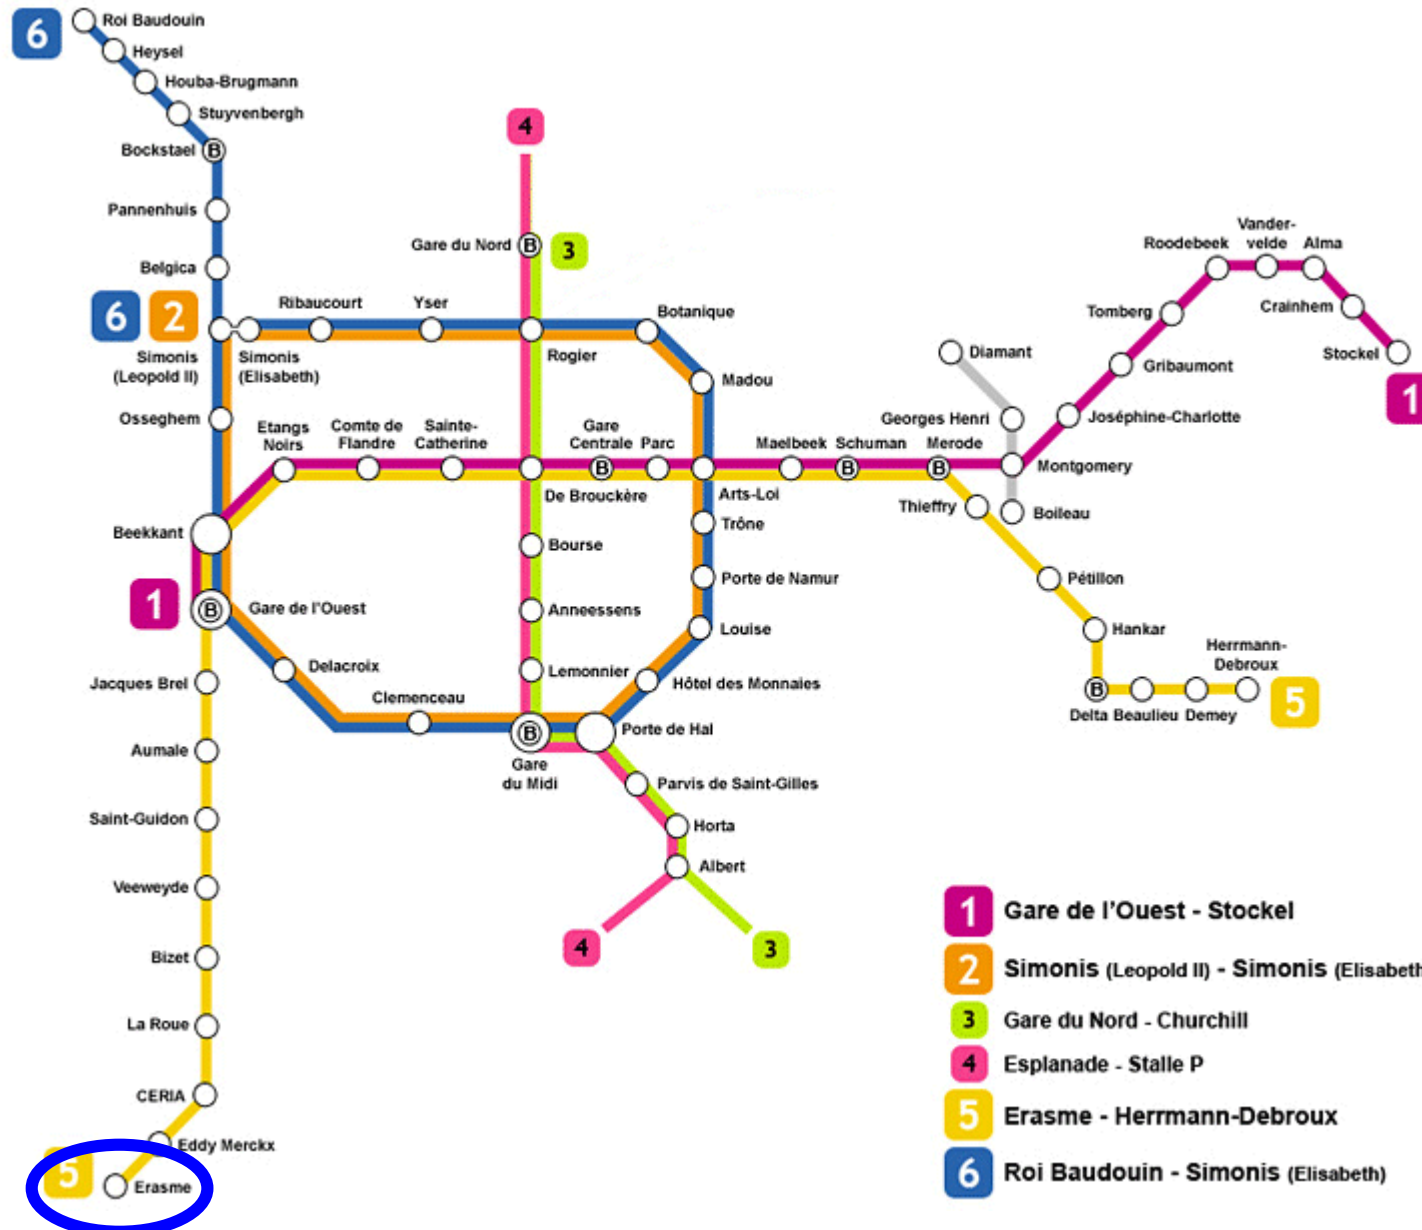 6
Roi Baudouin
Heysel
Houba-Brugmann
Stuyvenbergh
Bockstael B
Pannenhuis
Belgica
6 2
Simonis
(Leopold II)
Simonis
(Elisabeth)
Ribaucourt
Yser
4
Gare du Nord B
3
Rogier
Botanique
Madou
Osseghem
Etangs
Noirs
Comte de
Flandre
Sainte-
Catherine
De Brouckère
Gare
Centrale
B
Parc
Arts-Loi
Maelbeek
Schuman
B
Merode
B
Diamant
Georges Henri
Montgomery
Boileau
Joséphine-Charlotte
Gribaumont
Tomberg
Roodebeek
Vander-
velde
Alma
Crainhem
Stockel
1
Beekkant
1
B
Gare de l'Ouest
Trône
Porte de Namur
Louise
Hôtel des Monnaies
Porte de Hal
Bourse
Anneessens
Lemonnier
B
Gare
du Midi
Delacroix
Clemenceau
Parvis de Saint-Gilles
Horta
Albert
4
3
Thieffry
Pétillon
Hankar
B
Delta
Beaulieu
Demey
Herrmann-
Debroux
5
Jacques Brel
Aumale
Saint-Guidon
Veeweyde
Bizet
La Roue
CERIA
Eddy Merckx
5
Erasme
1 Gare de l'Ouest - Stockel
2 Simonis (Leopold II) - Simonis (Elisabeth
3 Gare du Nord - Churchill
4 Esplanade - Stalle P
5 Erasme - Herrmann-Debroux
6 Roi Baudouin - Simonis (Elisabeth)